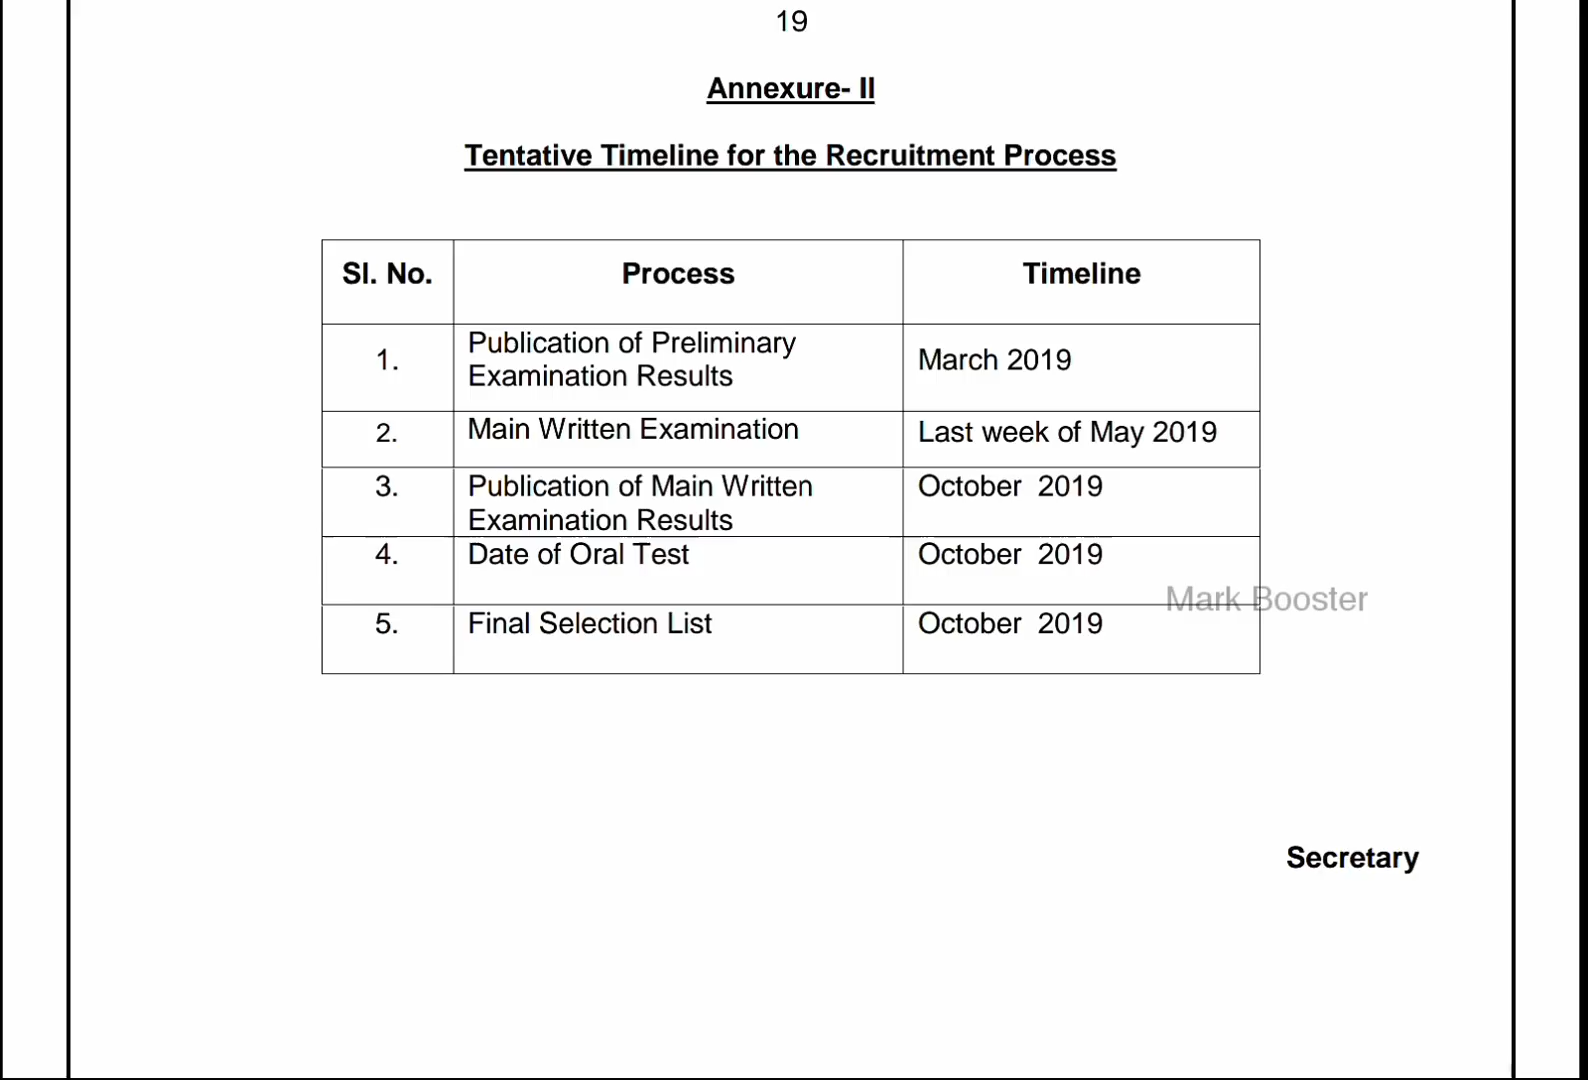 19
Annexure- II
Tentative Timeline for the Recruitment Process
Sl. No. Process Timeline
1. Publication of Preliminary
Examination Results March 2019
2. Main Written Examination Last week of May 2019
3. Publication of Main Written
Examination Results October 2019
4. Date of Oral Test October 2019
Mark Booster
5. Final Selection List October 2019
Secretary